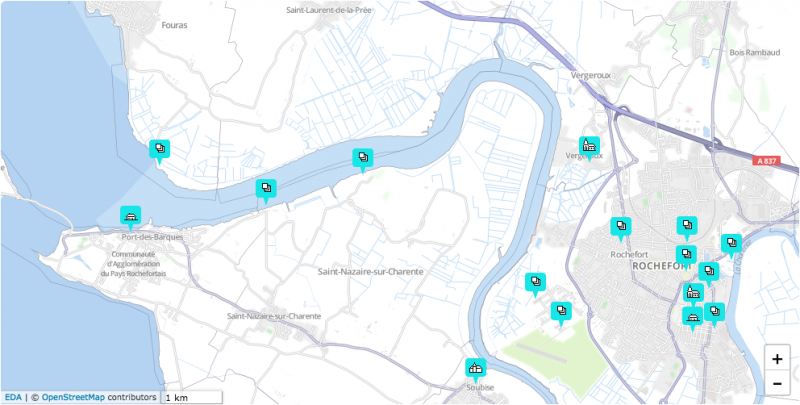 Saint-Laurent-de-la-Prée
Fouras
Bois Rambaud
Vergeroux
A 837
Vergeroux
Port-des-Barques
Communauté
d'Agglomération
du Pays Rochefortais
Rochefort
ROCHEFORT
Saint-Nazaire-sur-Charente
Saint-Nazaire-sur-Charente
+
−
Soubise
EDA | © OpenStreetMap contributors
1 km